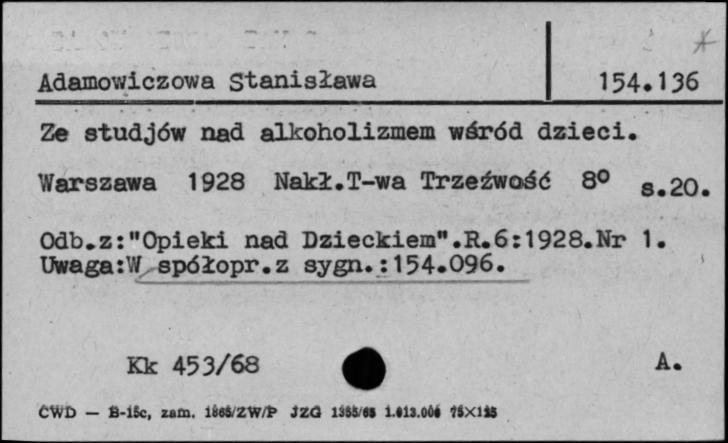 Adamowiczowa Stanisława 154.136
Ze studjów nad alkoholizmem wśród dzieci.
Warszawa 1928 Nakł.T-wa Trzeźwość 8° s.20.
Odb.z:"Opieki nad Dzieckiem".R.6:1928.Nr 1.
Uwaga:W spółopr.z sygn.:154.096.
Kk 453/68 A.
CWD — B-15c, zam. 1865/ZW/P JZG 1355/65 1.013.000 75×125